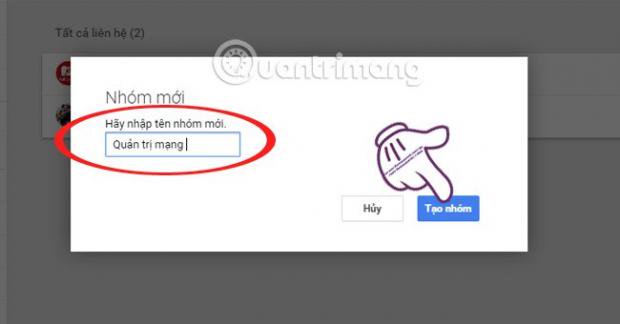 Tất cả liên hệ (2)
Quantrimang
Nhóm mới
Hãy nhập tên nhóm mới.
Quản trị mạng
Hủy
Tạo nhóm